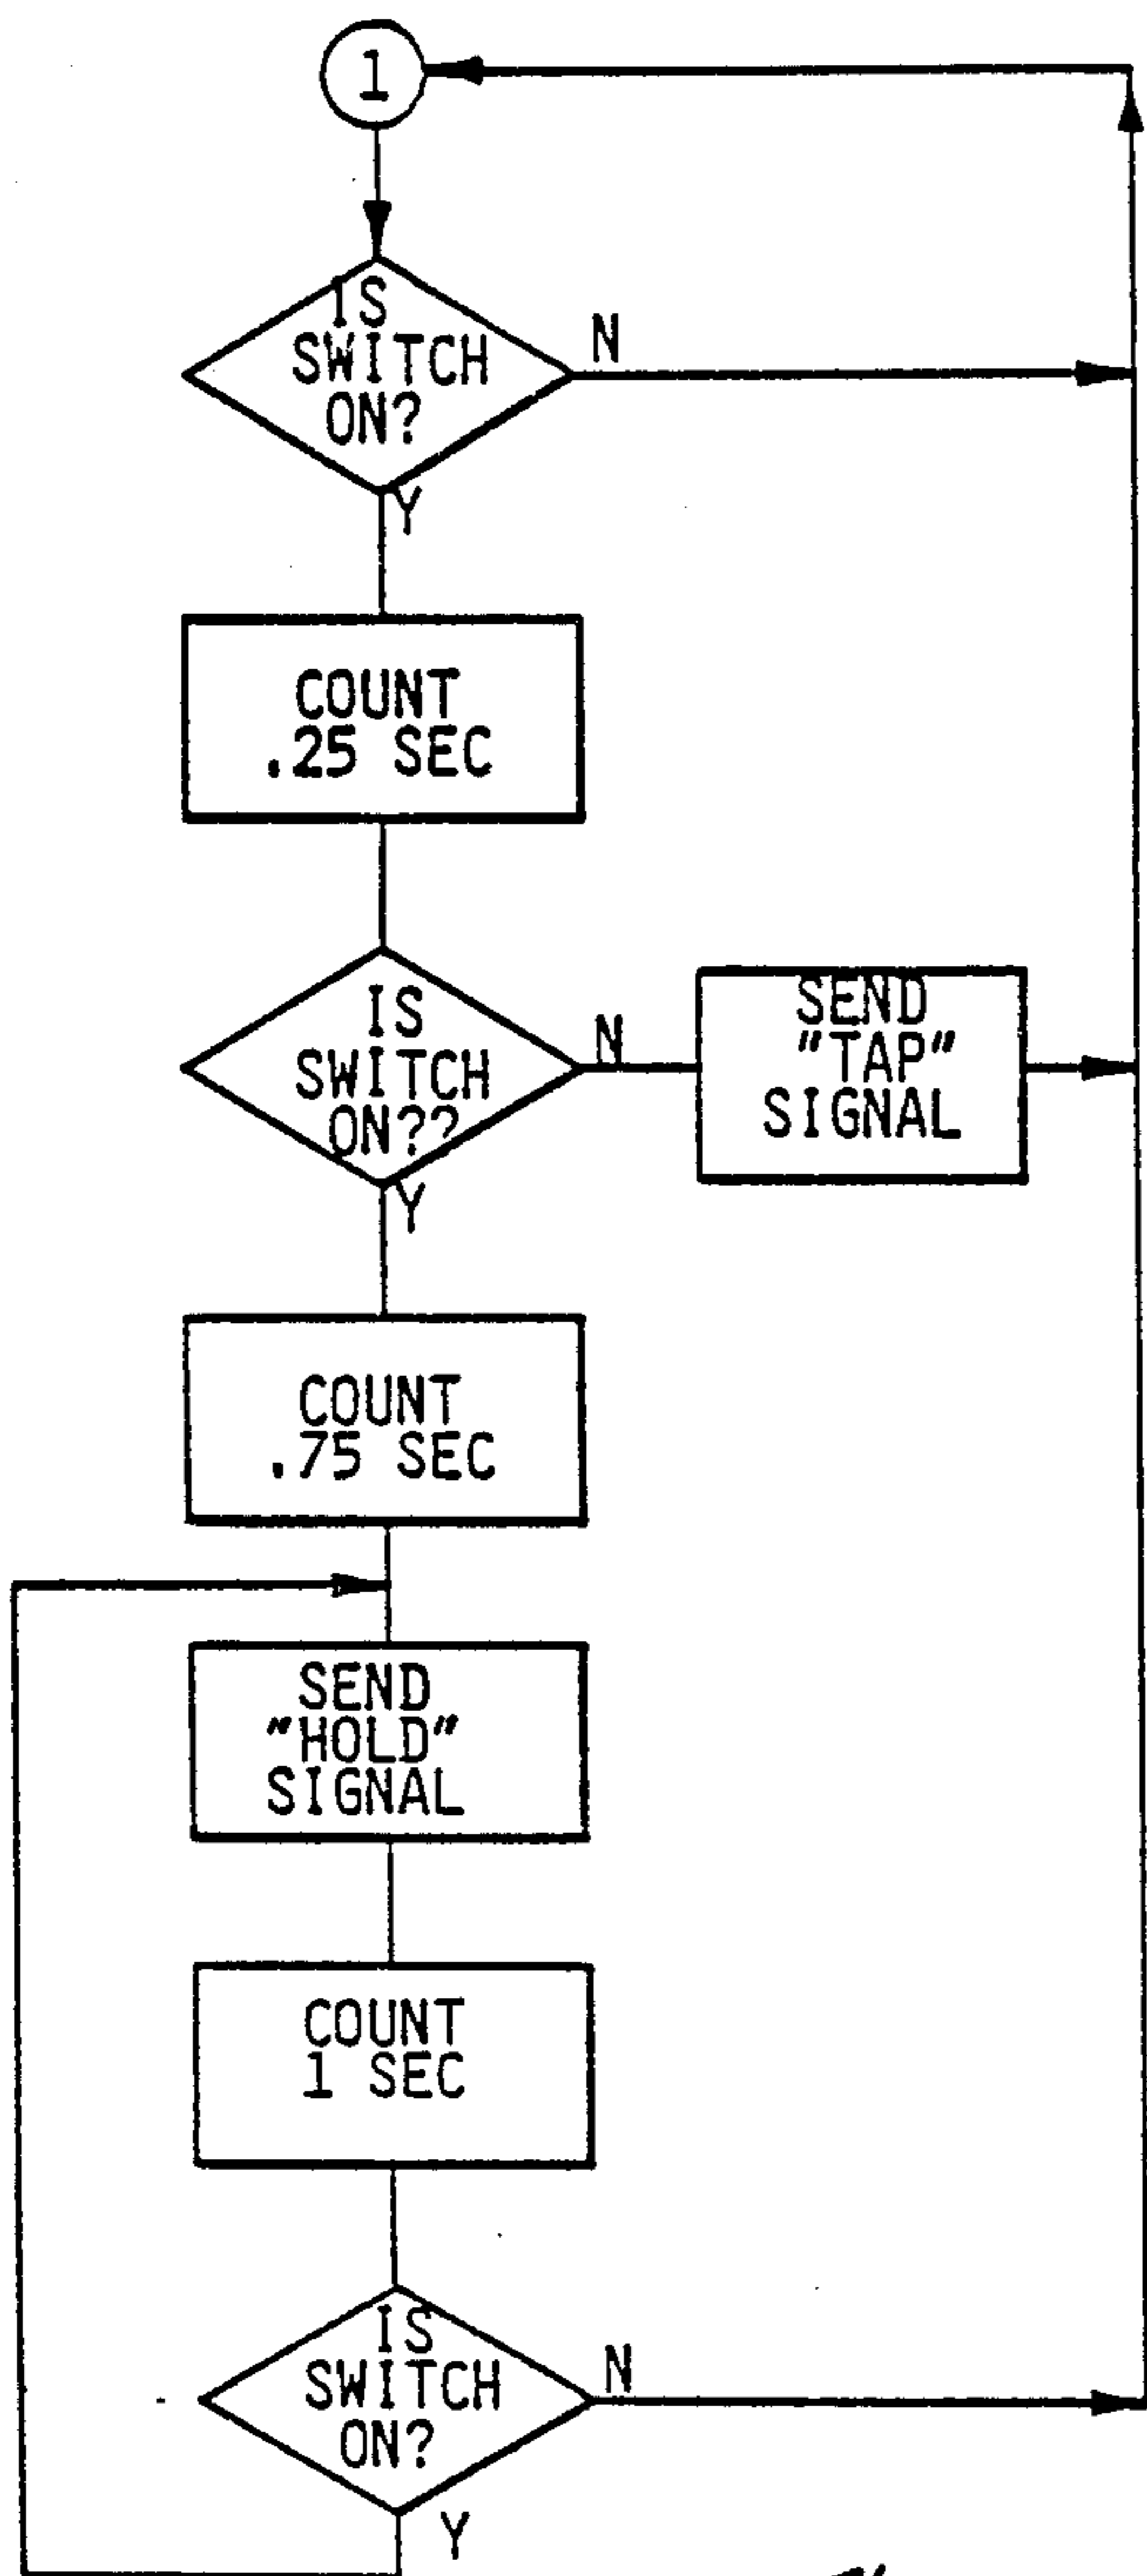 1
IS
SWITCH
ON?
N
Y
COUNT
.25 SEC
IS
SWITCH
ON??
N
SEND
"TAP"
SIGNAL
Y
COUNT
.75 SEC
SEND
"HOLD"
SIGNAL
COUNT
1 SEC
IS
SWITCH
ON?
N
Y